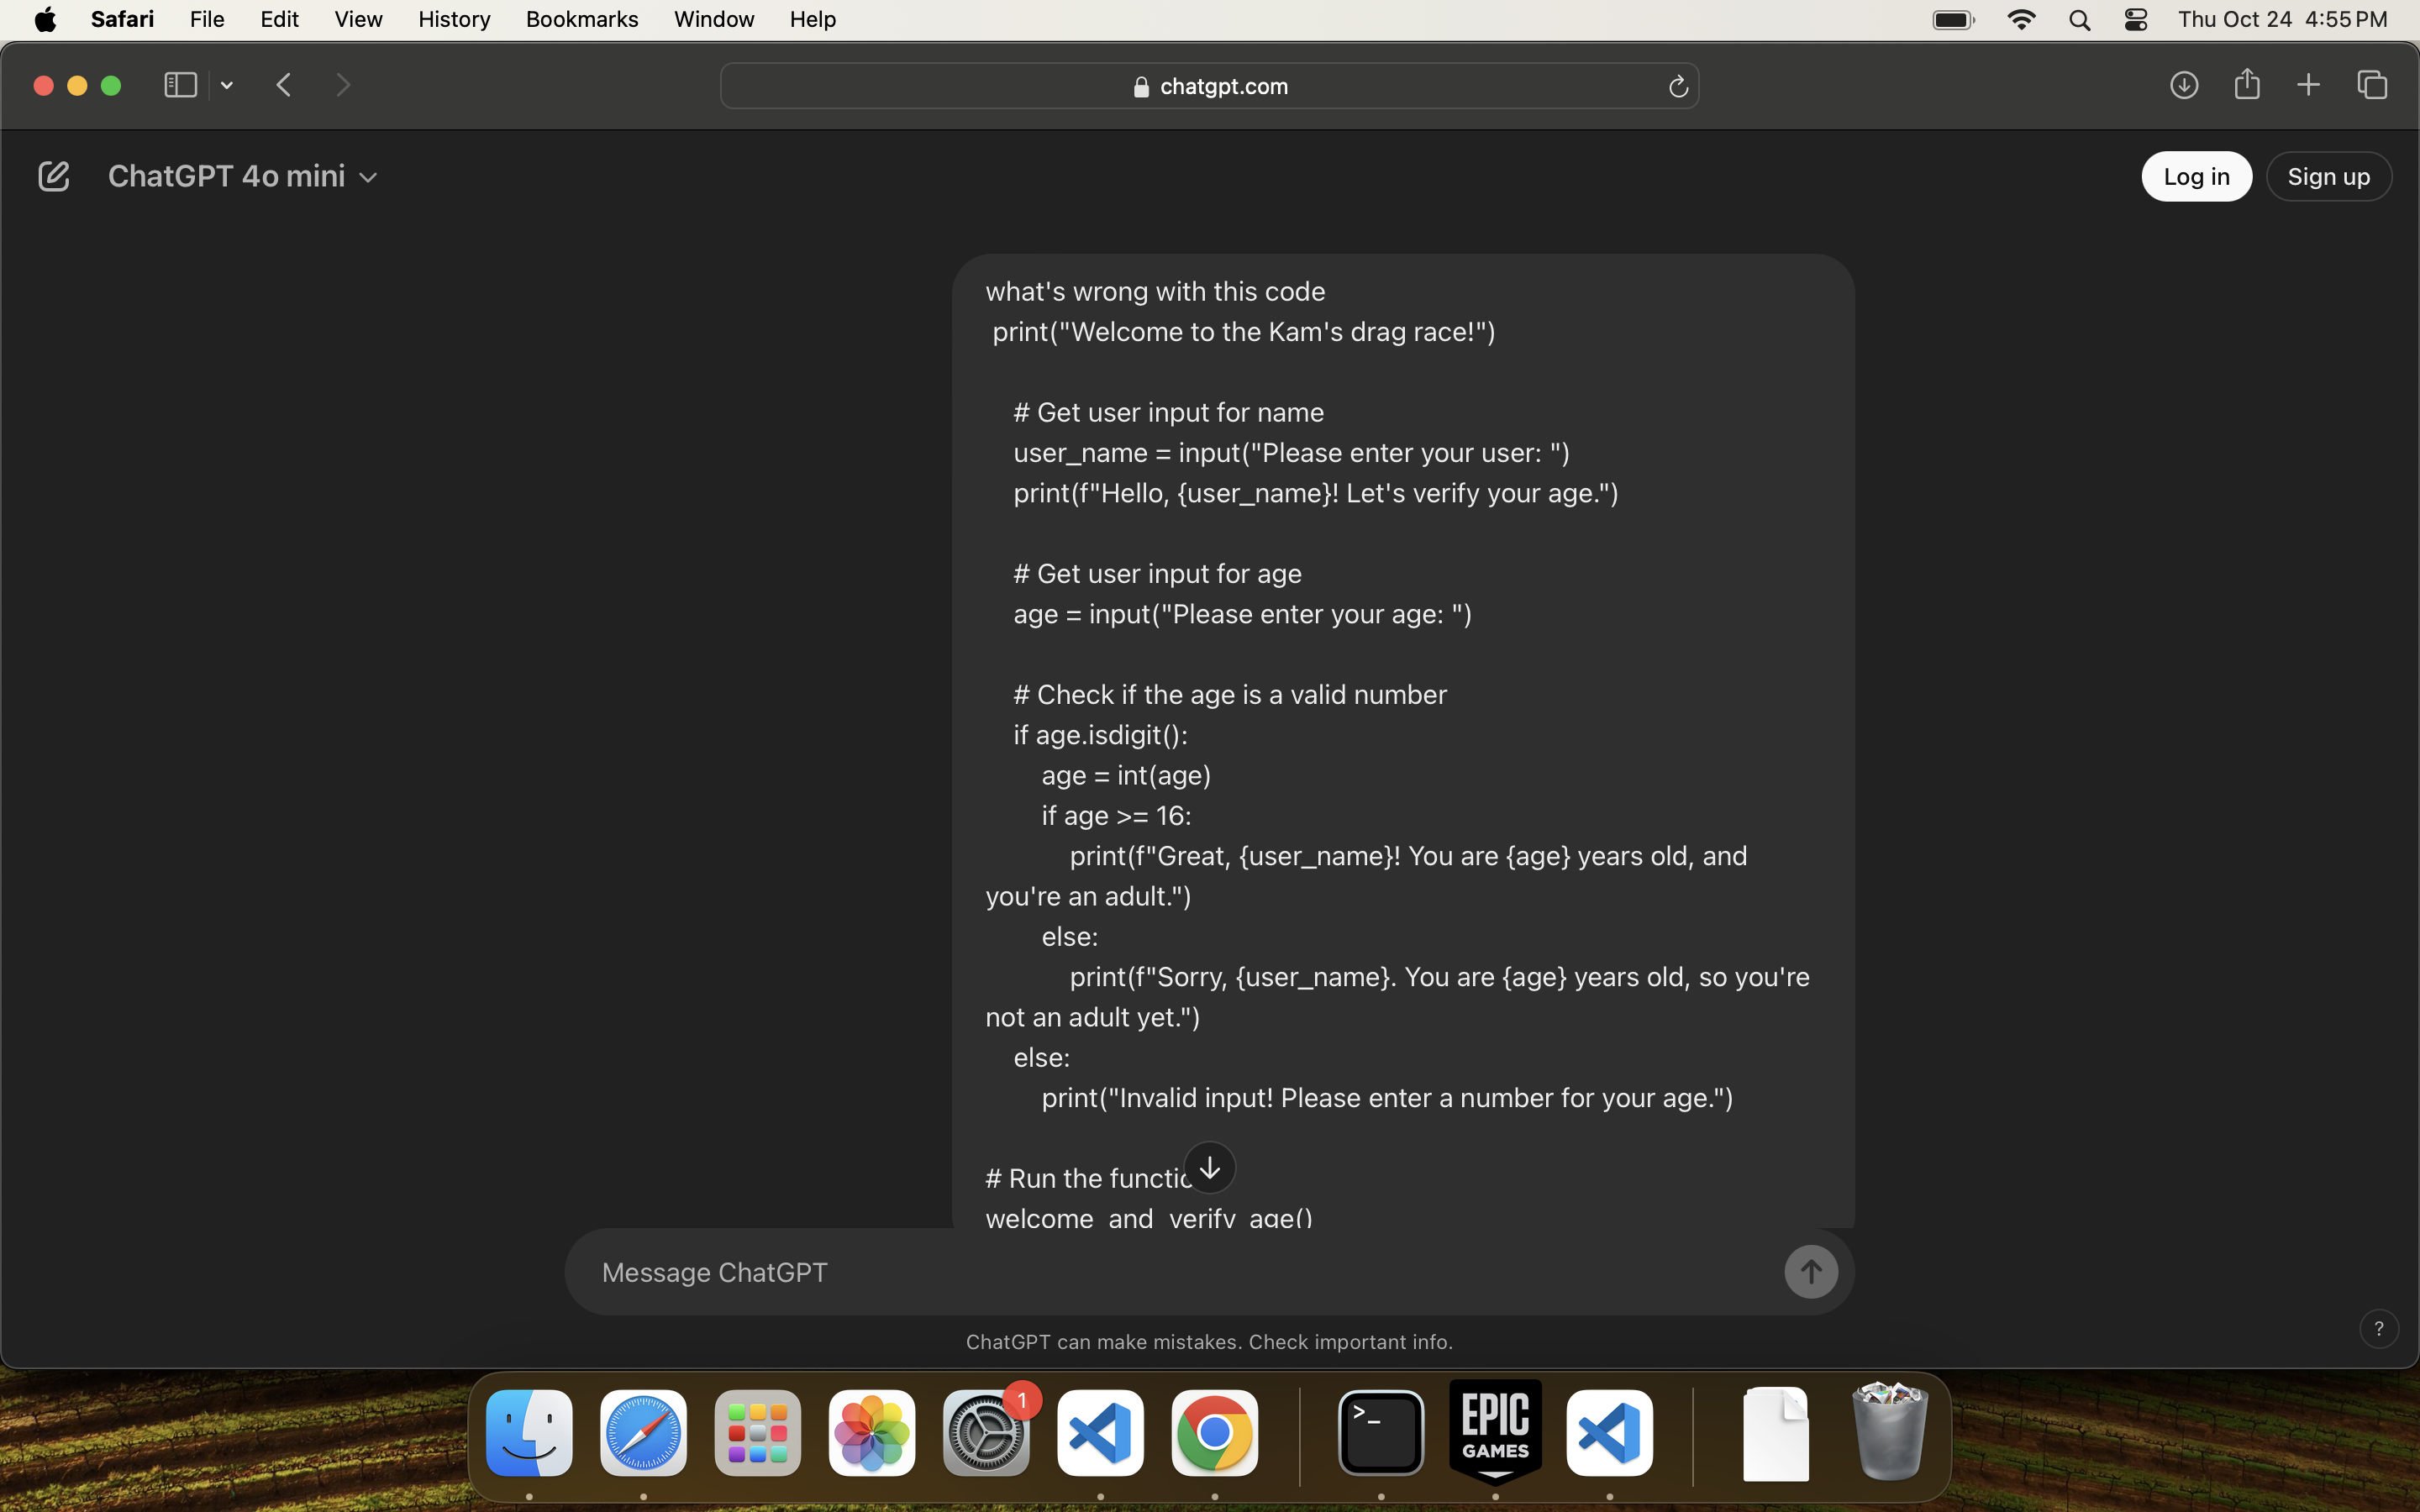 Safari File Edit View History Bookmarks Window Help Thu Oct 24 4:55 PM
chatgpt.com
ChatGPT 4o mini Log in Sign up
what's wrong with this code
print("Welcome to the Kam's drag race!")
# Get user input for name
user_name = input("Please enter your user: ")
print(f"Hello, {user_name}! Let's verify your age.")
# Get user input for age
age = input("Please enter your age: ")
# Check if the age is a valid number
if age.isdigit():
age = int(age)
if age >= 16:
print(f"Great, {user_name}! You are {age} years old, and
you're an adult.")
else:
print(f"Sorry, {user_name}. You are {age} years old, so you're
not an adult yet.")
else:
print("Invalid input! Please enter a number for your age.")
# Run the functio
welcome_and_verify_age()
Message ChatGPT
ChatGPT can make mistakes. Check important info.
?
1
>_
EPIC
GAMES